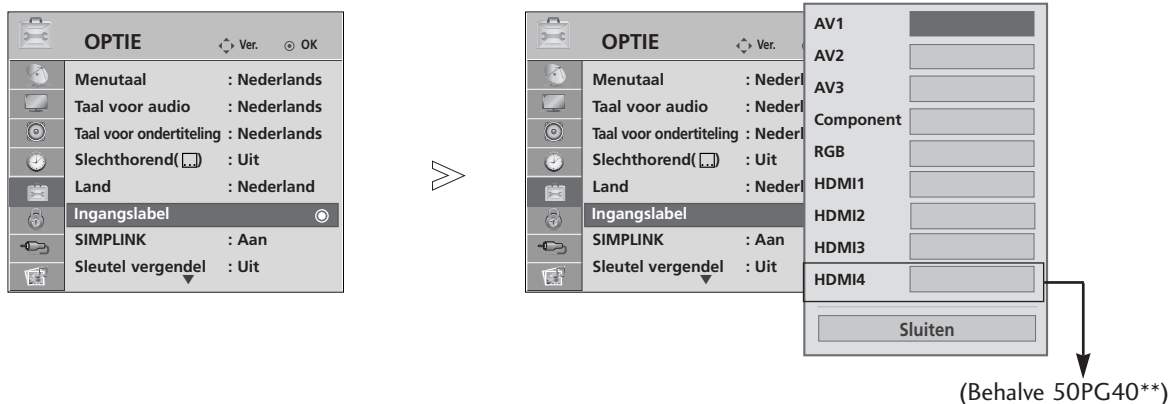 OPTIE Ver. OK
Menutaal : Nederlands
Taal voor audio : Nederlands
Taal voor ondertiteling : Nederlands
Slechthorend( ... ) : Uit
Land : Nederland
Ingangslabel
SIMPLINK : Aan
Sleutel vergendel : Uit
OPTIE Ver.
Menutaal : Nederl
Taal voor audio : Nederl
Taal voor ondertiteling : Nederl
Slechthorend( ... ) : Uit
Land : Nederl
Ingangslabel
SIMPLINK : Aan
Sleutel vergendel : Uit
AV1
AV2
AV3
Component
RGB
HDMI1
HDMI2
HDMI3
HDMI4
Sluiten
(Behalve 50PG40**)